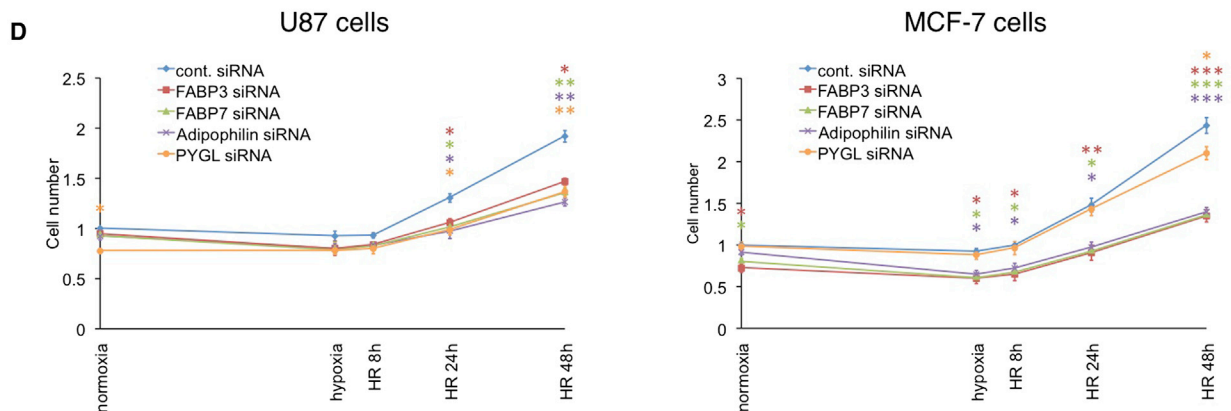 D
U87 cells
2.5
2
1.5
1
0.5
0
Cell number
cont. siRNA
FABP3 siRNA
FABP7 siRNA
Adipophilin siRNA
PYGL siRNA
*
*
*
*
*
*
**
**
**
normoxia
hypoxia
HR 8h
HR 24h
HR 48h
MCF-7 cells
3
2.5
2
1.5
1
0.5
0
Cell number
cont. siRNA
FABP3 siRNA
FABP7 siRNA
Adipophilin siRNA
PYGL siRNA
*
*
*
*
*
*
*
*
**
*
*
*
***
***
***
normoxia
hypoxia
HR 8h
HR 24h
HR 48h